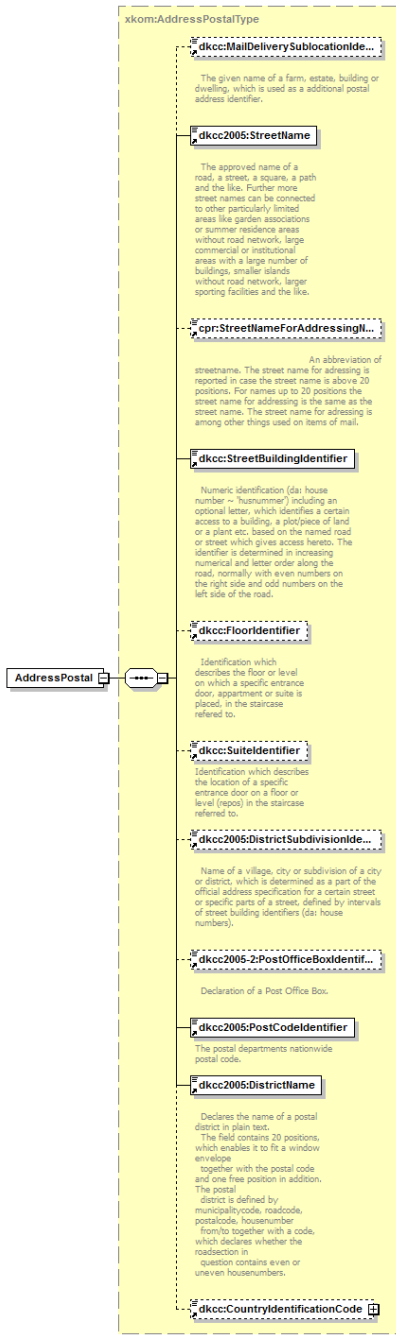 xkom:AddressPostalType
dkcc:MailDeliverySublocationIde...
The given name of a farm, estate, building or
dwelling, which is used as a additional postal
address identifier.
dkcc2005:StreetName
The approved name of a
road, a street, a square, a path
and the like. Further more
street names can be connected
to other particularly limited
areas like garden associations
or summer residence areas
without road network, large
commercial or institutional
areas with a large number of
buildings, smaller islands
without road network, larger
sporting facilities and the like.
cpr:StreetNameForAddressingN...
An abbreviation of
streetname. The street name for adressing is
reported in case the street name is above 20
positions. For names up to 20 positions the
street name for addressing is the same as the
street name. The street name for adressing is
among other things used on items of mail.
dkcc:StreetBuildingIdentifier
Numeric identification (da: house
number ~ 'husnummer') including an
optional letter, which identifies a certain
access to a building, a plot/piece of land
or a plant etc. based on the named road
or street which gives access hereto. The
identifier is determined in increasing
numerical and letter order along the
road, normally with even numbers on
the right side and odd numbers on the
left side of the road.
dkcc:FloorIdentifier
Identification which
describes the floor or level
on which a specific entrance
door, appartment or suite is
placed, in the staircase
refered to.
AddressPostal
dkcc:SuiteIdentifier
Identification which describes
the location of a specific
entrance door on a floor or
level (repos) in the staircase
referred to.
dkcc2005:DistrictSubdivisionIde...
Name of a village, city or subdivision of a city
or district, which is determined as a part of the
official address specification for a certain street
or specific parts of a street, defined by intervals
of street building identifiers (da: house
numbers).
dkcc2005-2:PostOfficeBoxIdentif...
Declaration of a Post Office Box.
dkcc2005:PostCodeIdentifier
The postal departments nationwide
postal code.
dkcc2005:DistrictName
Declares the name of a postal
district in plain text.
The field contains 20 positions,
which enables it to fit a window
envelope
together with the postal code
and one free position in addition.
The postal
district is defined by
municipalitycode, roadcode,
postalcode, housenumber
from/to together with a code,
which declares whether the
roadsection in
question contains even or
uneven housenumbers.
dkcc:CountryIdentificationCode